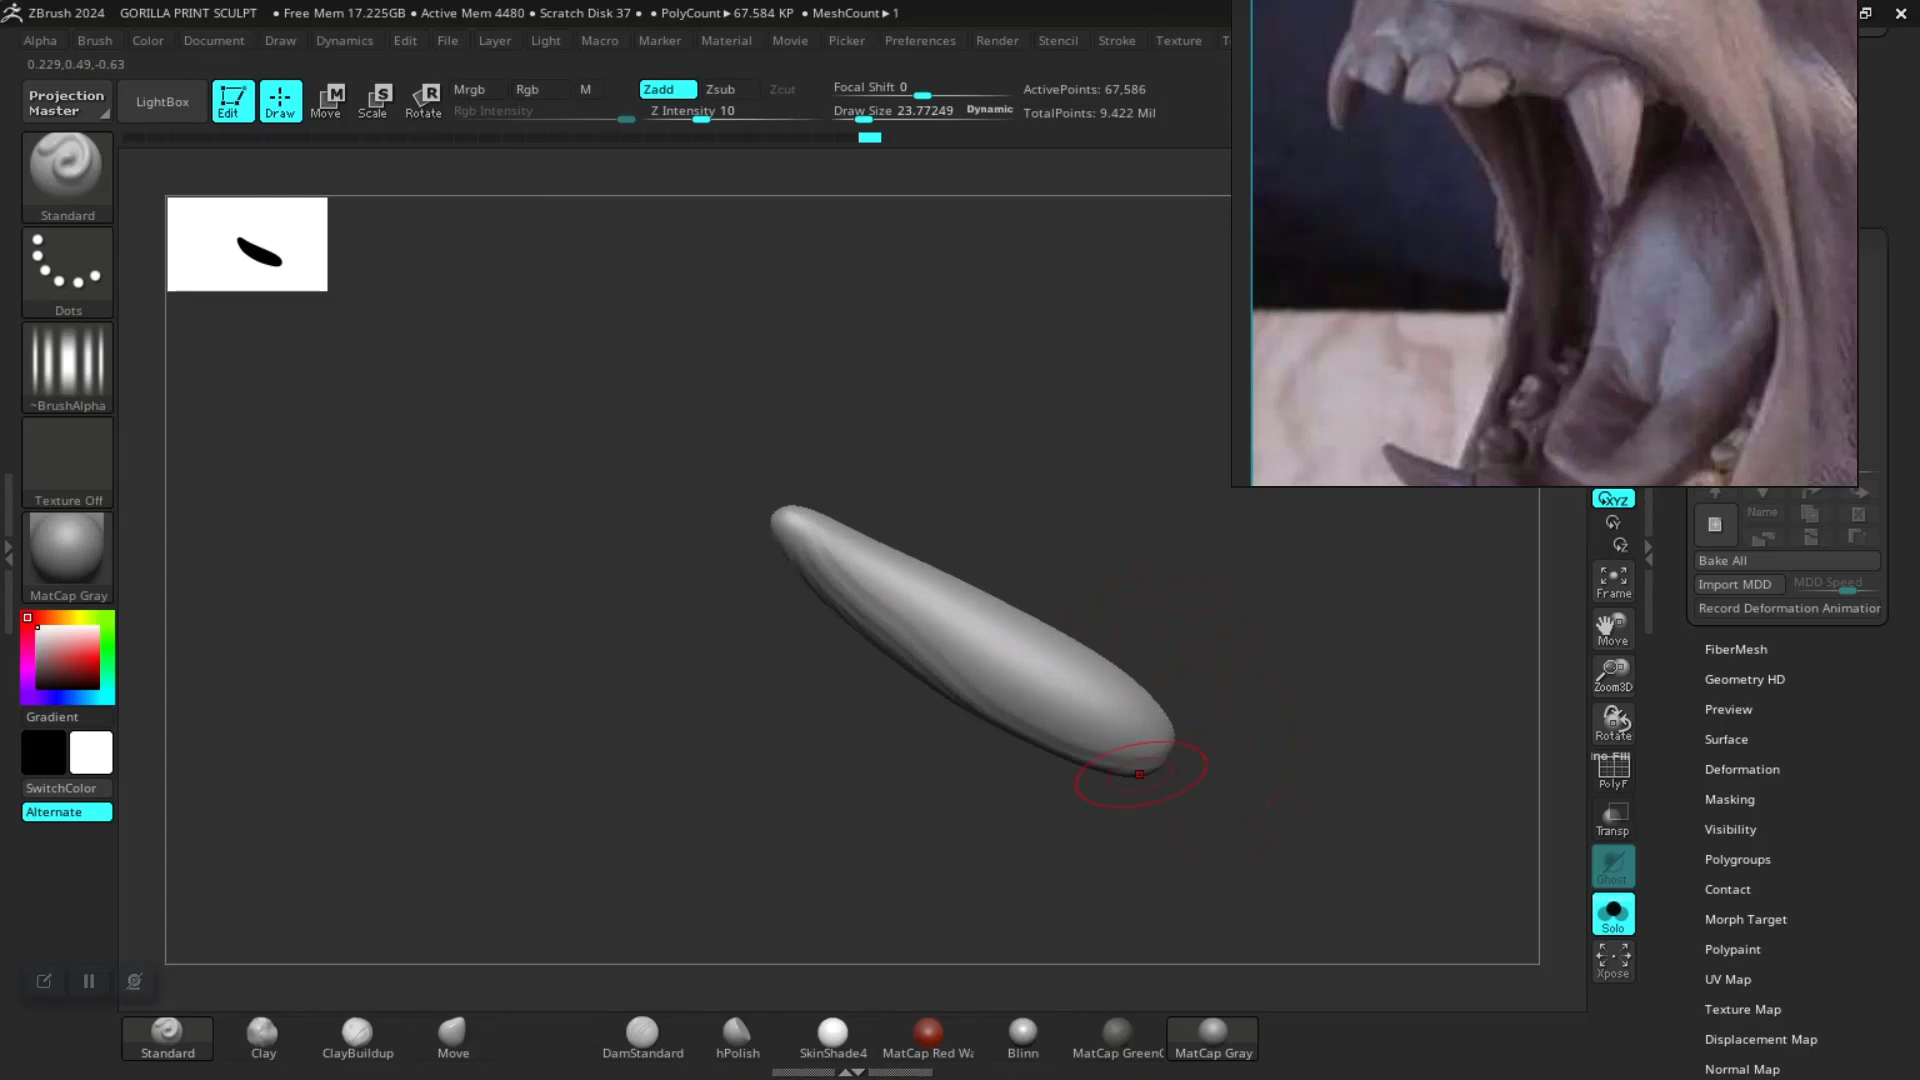 ZBrush 2024 GORILLA PRINT SCULPT • Free Mem 17.225GB • Active Mem 4480 • Scratch Disk 37 • • PolyCount▸67.584 KP • MeshCount▸1
Alpha Brush Color Document Draw Dynamics Edit File Layer Light Macro Marker Material Movie Picker Preferences Render Stencil Stroke Texture
0.229,0.49,-0.63
Projection Master
LightBox
Edit
Draw
Move
Scale
Rotate
Mrgb Rgb M
Rgb Intensity
Zadd Zsub Zcut
Z Intensity 10
Focal Shift 0
Draw Size 23.77249 Dynamic
ActivePoints: 67,586
TotalPoints: 9.422 Mil
Standard
Dots
~BrushAlpha
Texture Off
MatCap Gray
Gradient
SwitchColor
Alternate
XYZ
Y
Z
Frame
Move
Zoom3D
Rotate
PolyF
Transp
Ghost
Solo
Xpose
Name
Bake All
Import MDD MDD Speed
Record Deformation Animation
FiberMesh
Geometry HD
Preview
Surface
Deformation
Masking
Visibility
Polygroups
Contact
Morph Target
Polypaint
UV Map
Texture Map
Displacement Map
Normal Map
Standard Clay ClayBuildup Move DamStandard hPolish SkinShade4 MatCap Red Wa Blinn MatCap GreenC MatCap Gray